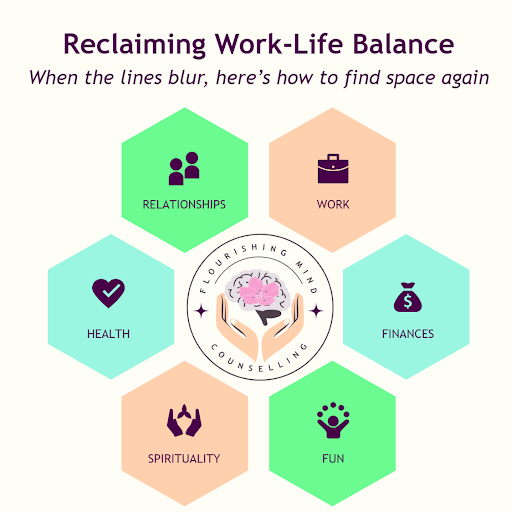 Reclaiming Work-Life Balance
When the lines blur, here's how to find space again
RELATIONSHIPS
WORK
FLOURISHING MIND
COUNSELLING
HEALTH
$
FINANCES
SPIRITUALITY
FUN